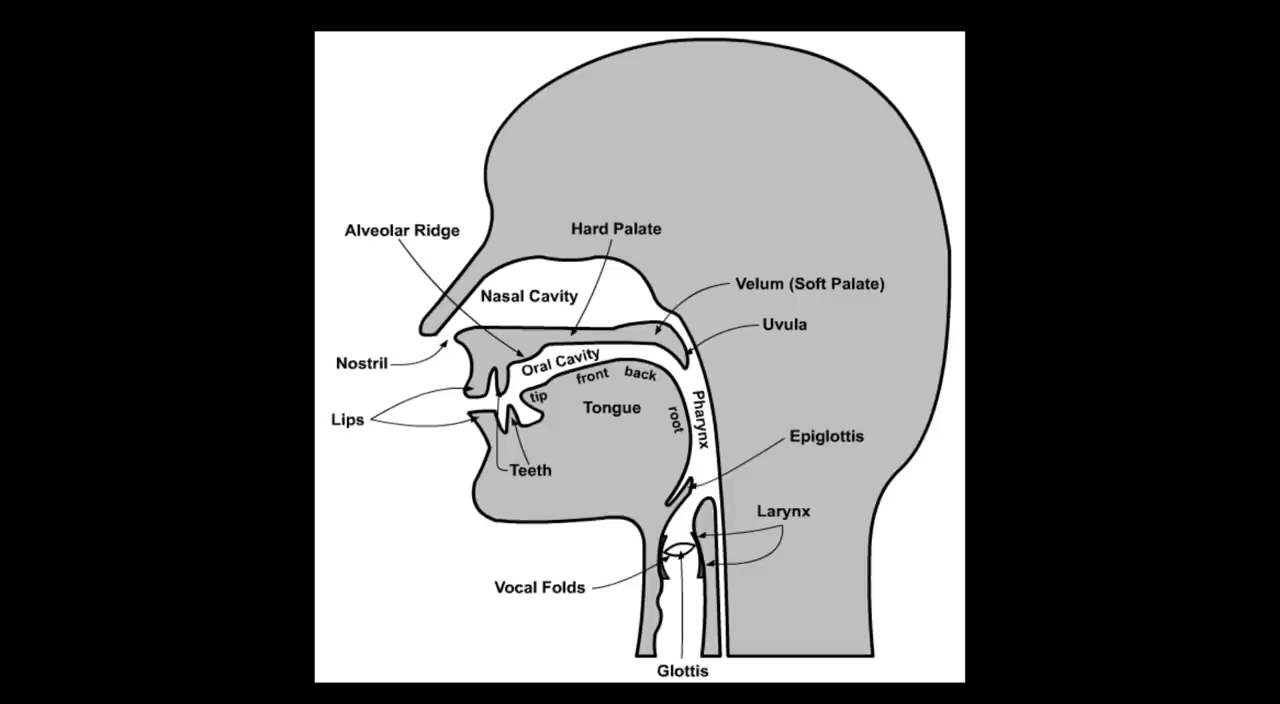 Alveolar Ridge
Hard Palate
Velum (Soft Palate)
Nasal Cavity
Uvula
Nostril
Oral Cavity
front
back
tip
Tongue
root
Pharynx
Lips
Epiglottis
Teeth
Larynx
Vocal Folds
Glottis